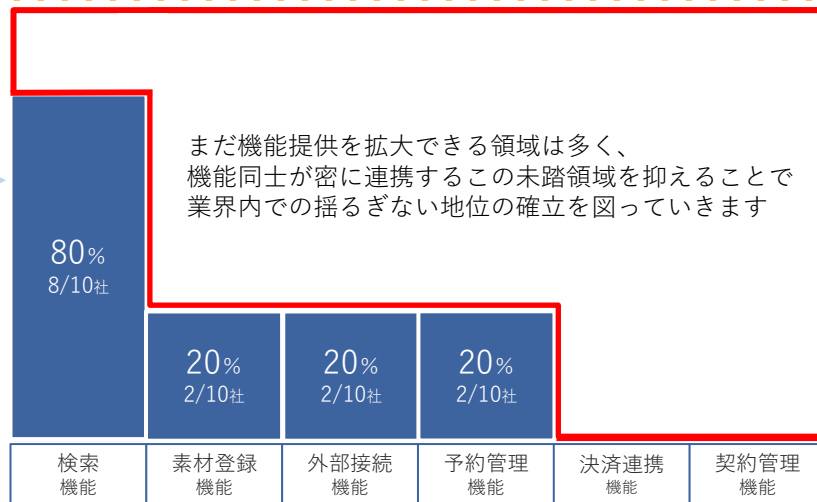 まだ機能提供を拡大できる領域は多く、
機能同士が密に連携するこの未踏領域を抑えることで
業界内での揺るぎない地位の確立を図っていきます
80%
8/10社
20%
2/10社
20%
2/10社
20%
2/10社
検索
機能
素材登録
機能
外部接続
機能
予約管理
機能
決済連携
機能
契約管理
機能